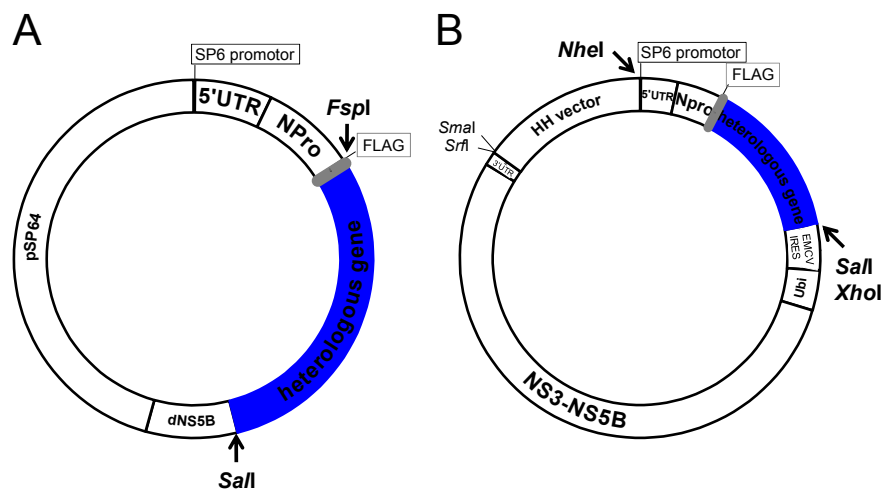 A
SP6 promotor
5'UTR
NPro
FspI
FLAG
pSP64
heterologous gene
dNS5B
SalI
B
NheI
SP6 promotor
FLAG
5'UTR
Npro
HH vector
SmaI
SrfI
3'UTR
heterologous gene
EMCV
IRES
Ubi
SalI
XhoI
NS3-NS5B